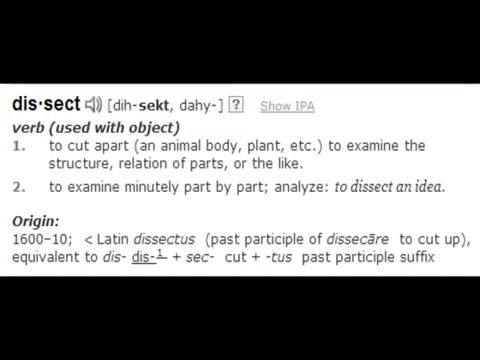 dis·sect [dih-sekt, dahy-] ? Show IPA
verb (used with object)
1. to cut apart (an animal body, plant, etc.) to examine the
structure, relation of parts, or the like.
2. to examine minutely part by part; analyze: to dissect an idea.
Origin:
1600–10; < Latin dissectus (past participle of dissecāre to cut up),
equivalent to dis- dis-1 + sec- cut + -tus past participle suffix